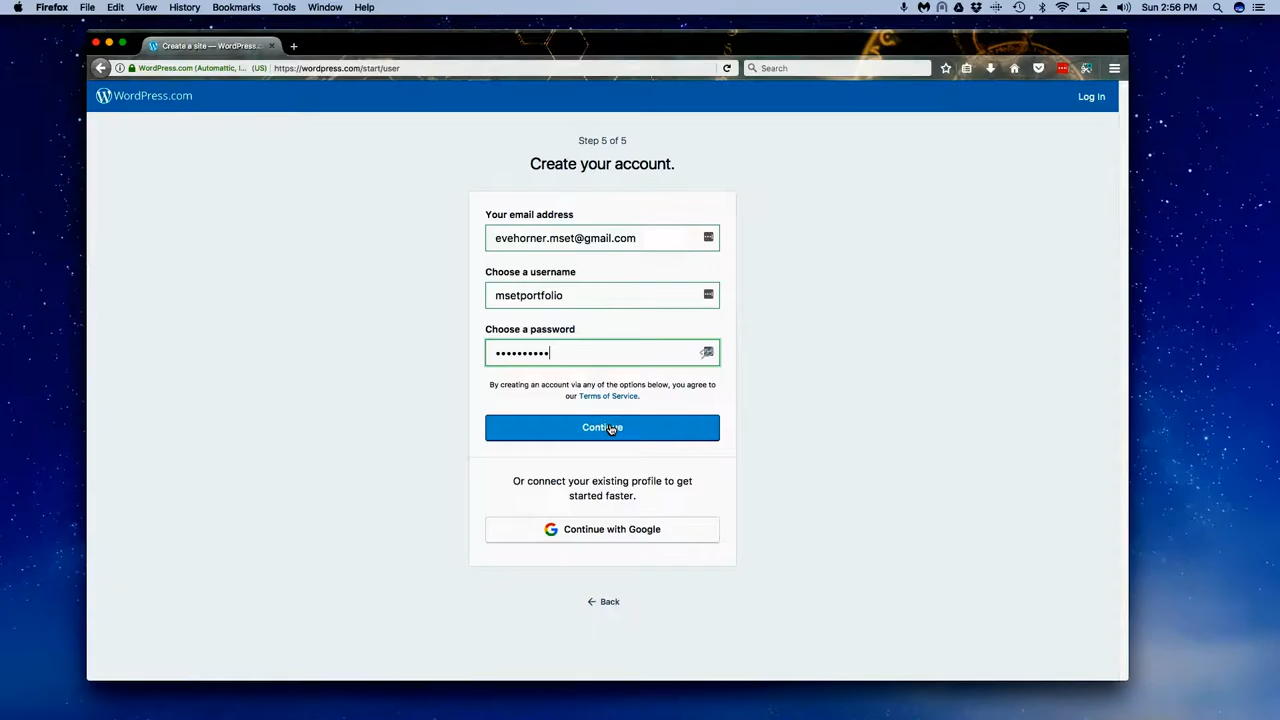 Firefox File Edit View History Bookmarks Tools Window Help Sun 2:56 PM
Create a site — WordPress...
WordPress.com (Automattic, I... (US) https://wordpress.com/start/user Search
WordPress.com Log In
Step 5 of 5
Create your account.
Your email address
evehorner.mset@gmail.com
Choose a username
msetportfolio
Choose a password
••••••••••
By creating an account via any of the options below, you agree to
our Terms of Service.
Continue
Or connect your existing profile to get
started faster.
Continue with Google
← Back